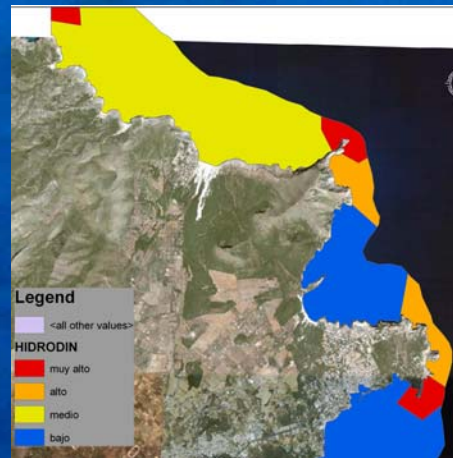 Legend
<all other values>
HIDRODIN
muy alto
alto
medio
bajo